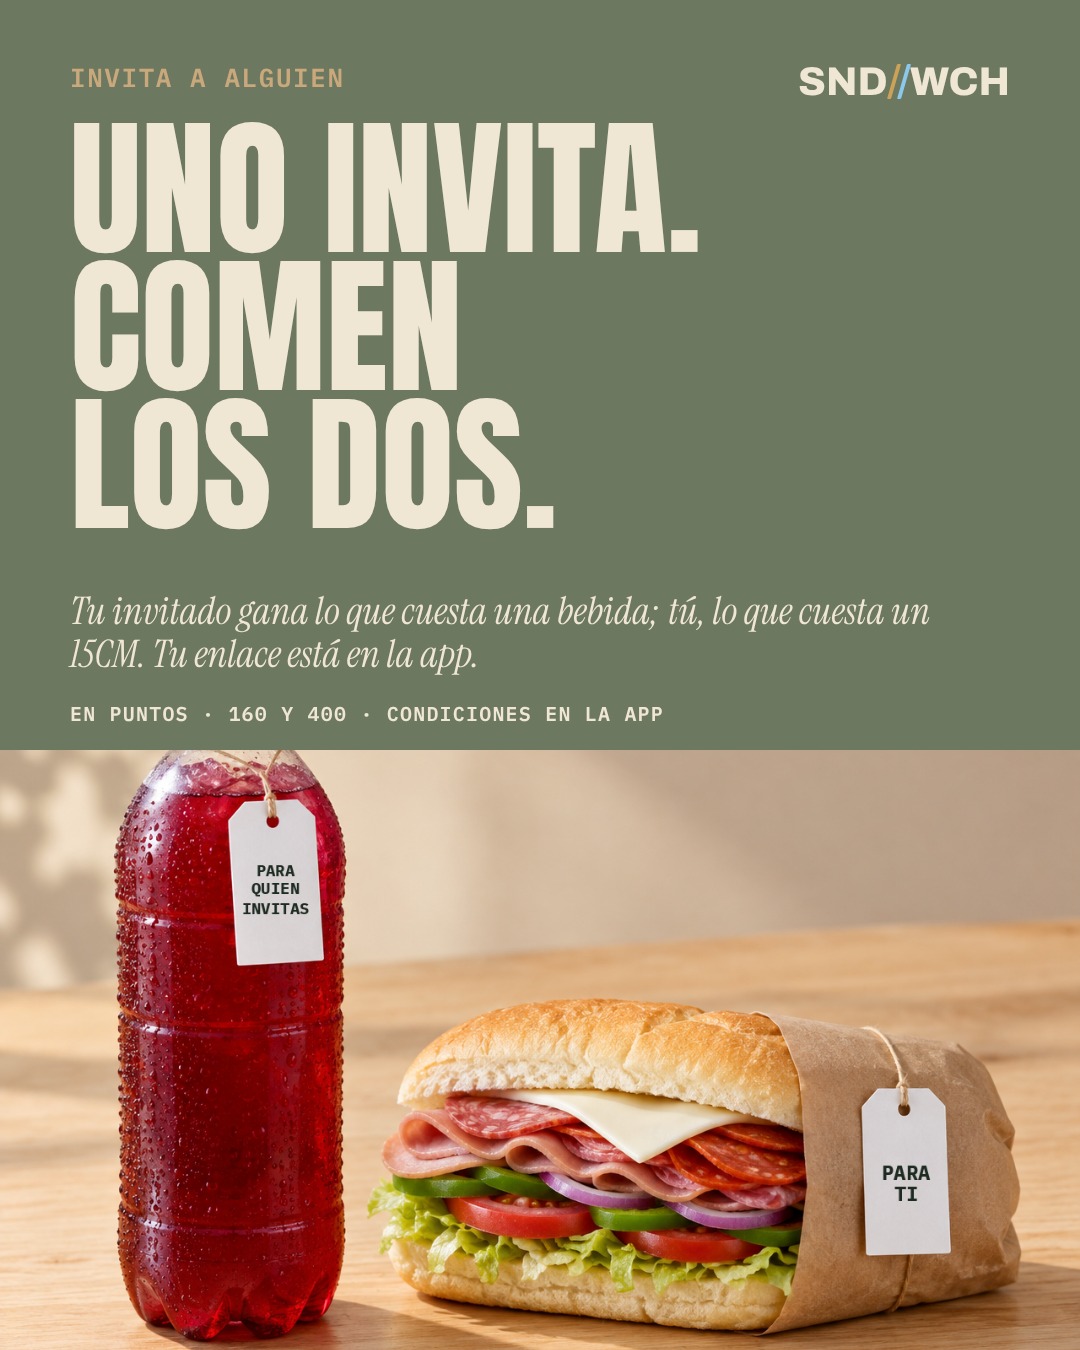 INVITA A ALGUIEN
SND//WCH
UNO INVITA.
COMEN
LOS DOS.
Tu invitado gana lo que cuesta una bebida; tú, lo que cuesta un
15CM. Tu enlace está en la app.
EN PUNTOS · 160 Y 400 · CONDICIONES EN LA APP
PARA
QUIEN
INVITAS
PARA
TI